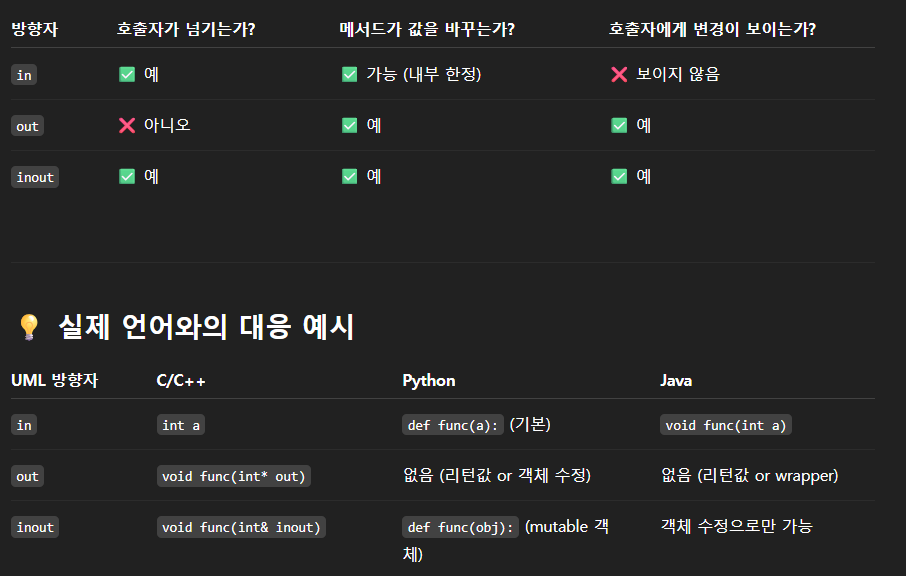 방향자 호출자가 넘기는가? 메서드가 값을 바꾸는가? 호출자에게 변경이 보이는가?
in ✅ 예 ✅ 가능 (내부 한정) ❌ 보이지 않음
out ❌ 아니오 ✅ 예 ✅ 예
inout ✅ 예 ✅ 예 ✅ 예
💡 실제 언어와의 대응 예시
UML 방향자 C/C++ Python Java
in int a def func(a): (기본) void func(int a)
out void func(int* out) 없음 (리턴값 or 객체 수정) 없음 (리턴값 or wrapper)
inout void func(int& inout) def func(obj): (mutable 객 객체 수정으로만 가능
체)